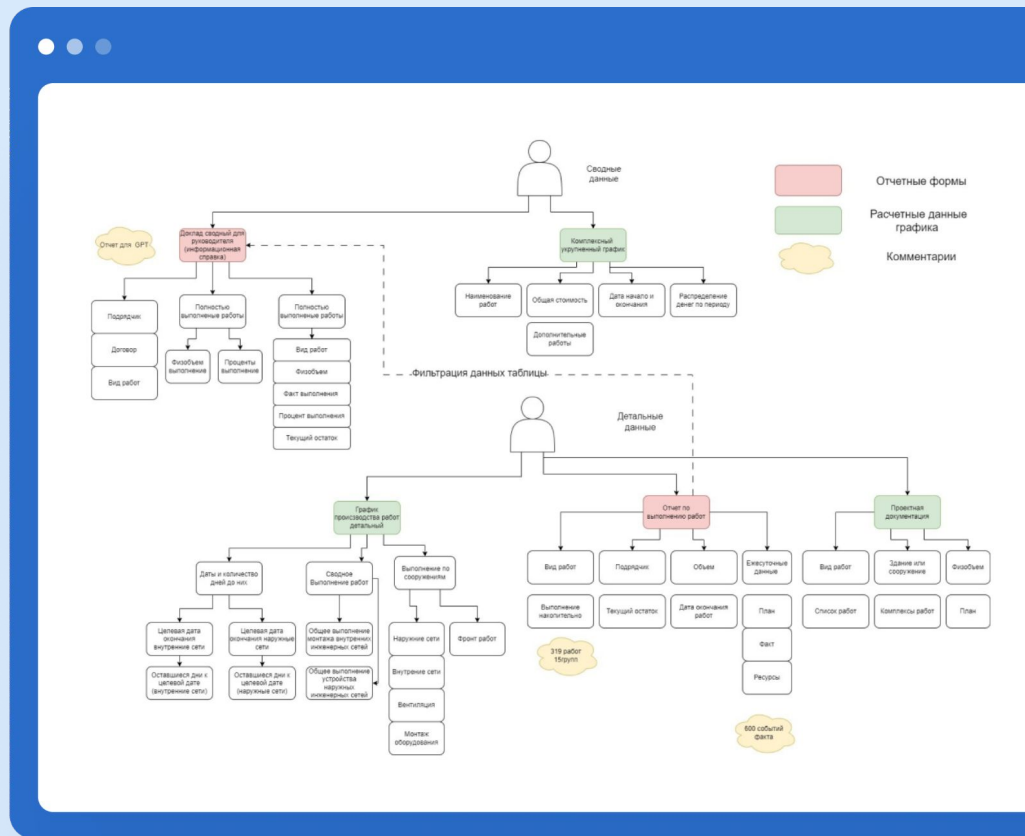 Сводные
данные
Отчетные формы
Расчетные данные
графика
Комментарии
Отчет для GPT
Доклад сводный для
руководителя
(информационная
справка)
Комплексный
укрупненный график
Подрядчик
Договор
Вид работ
Полностью
выполненые работы
Физобъем
выполнение
Проценты
выполнение
Полностью
выполненые работы
Вид работ
Физобъем
Факт выполнения
Процент выполнения
Текущий остаток
Наименование
работ
Общая стоимость
Дополнительные
работы
Дата начало и
окончания
Распределение
денег по периоду
Фильтрация данных таблицы
Детальные
данные
График
производства работ
детальный
Отчет по
выполнению работ
Проектная
документация
Даты и количество
дней до них
Целевая дата
окончания
внутренние сети
Оставшиеся дни к
целевой дате
(внутренние сети)
Целевая дата
окончания наружные
сети
Оставшиеся дни к
целевой дате
(наружные сети)
Сводное
Выполнение работ
Общее выполнение
монтажа внутренних
инженерных сетей
Общее выполнение
устройства
наружных
инженерных сетей
Выполнение по
сооружениям
Наружние сети
Внутрение сети
Вентиляция
Монтаж
оборудования
Фронт работ
Вид работ
Выполнение
накопительно
319 работ
15/групп
Подрядчик
Текущий остаток
Объем
Дата окончания
работ
Ежесуточные
данные
План
Факт
Ресурсы
600 событий
факта
Вид работ
Список работ
Здание или
сооружение
Комплексы работ
Физобъем
План